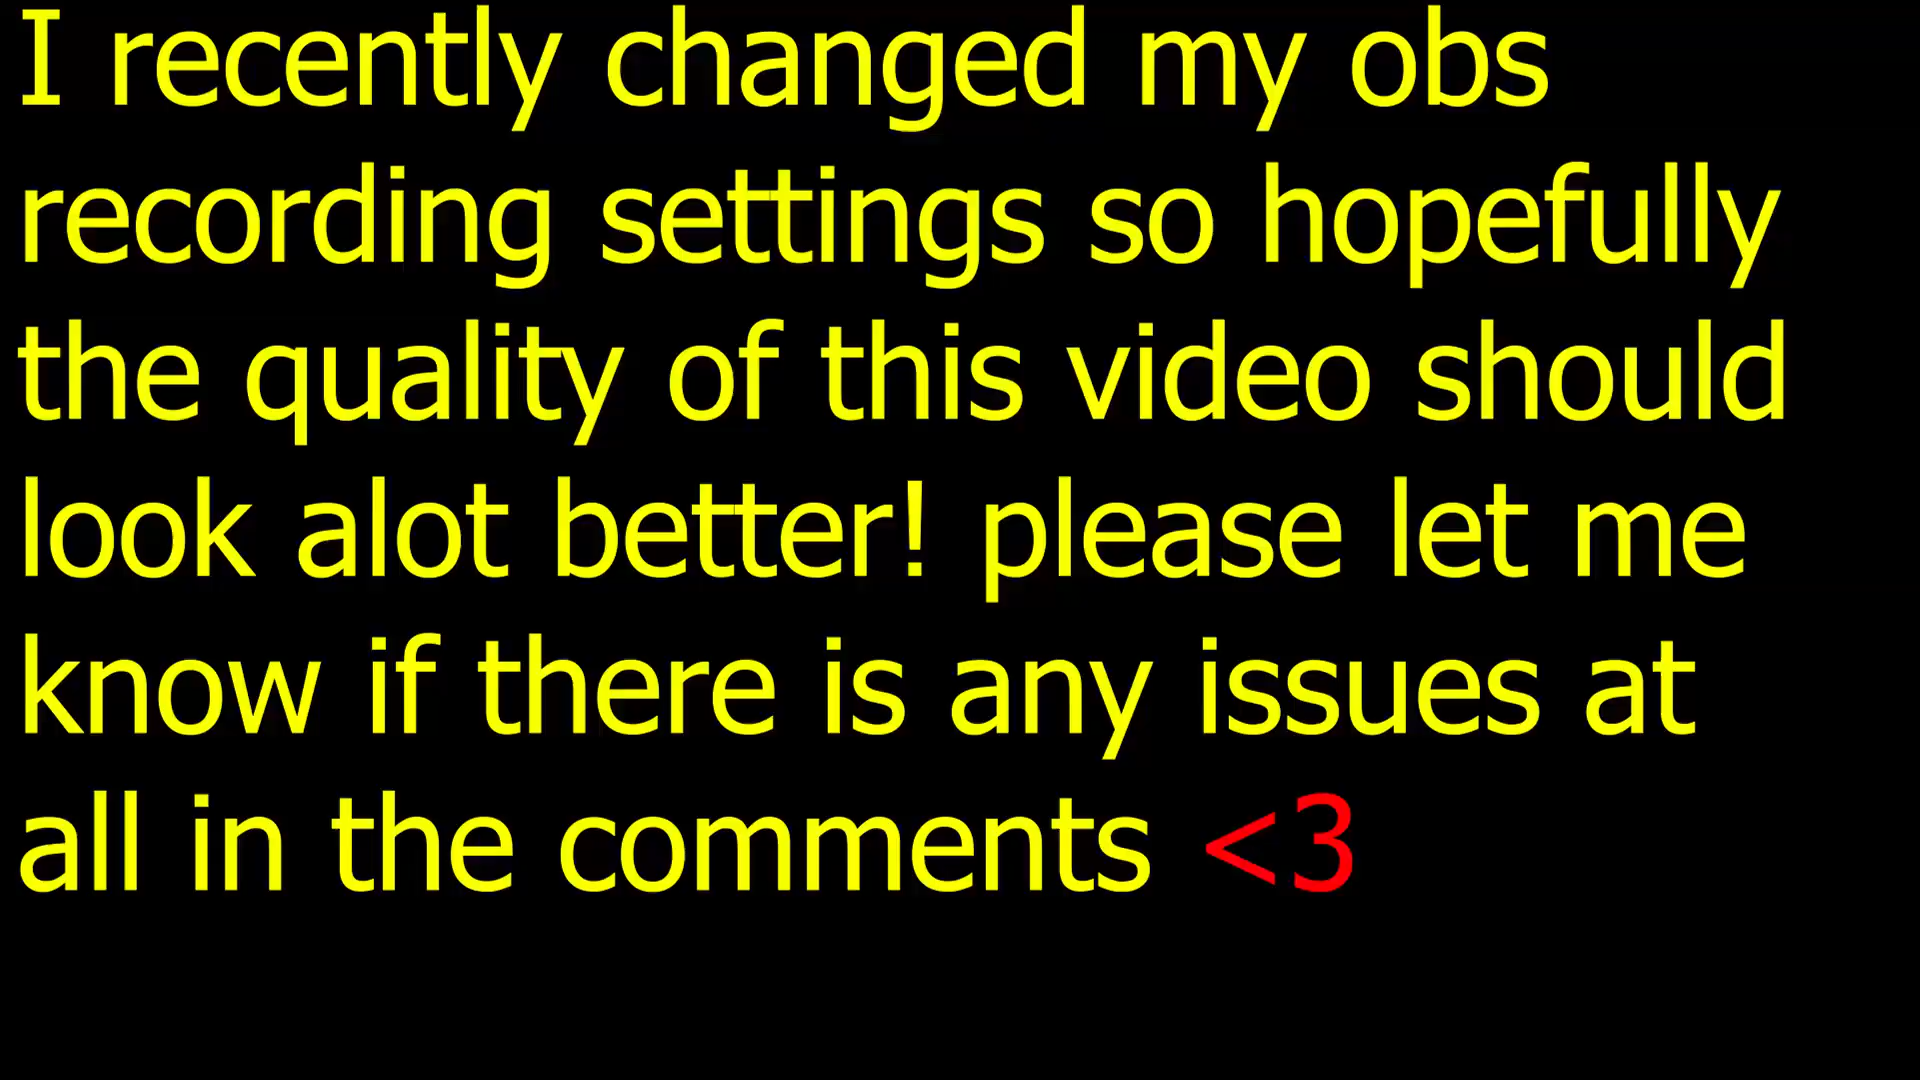 I recently changed my obs
recording settings so hopefully
the quality of this video should
look alot better! please let me
know if there is any issues at
all in the comments <3